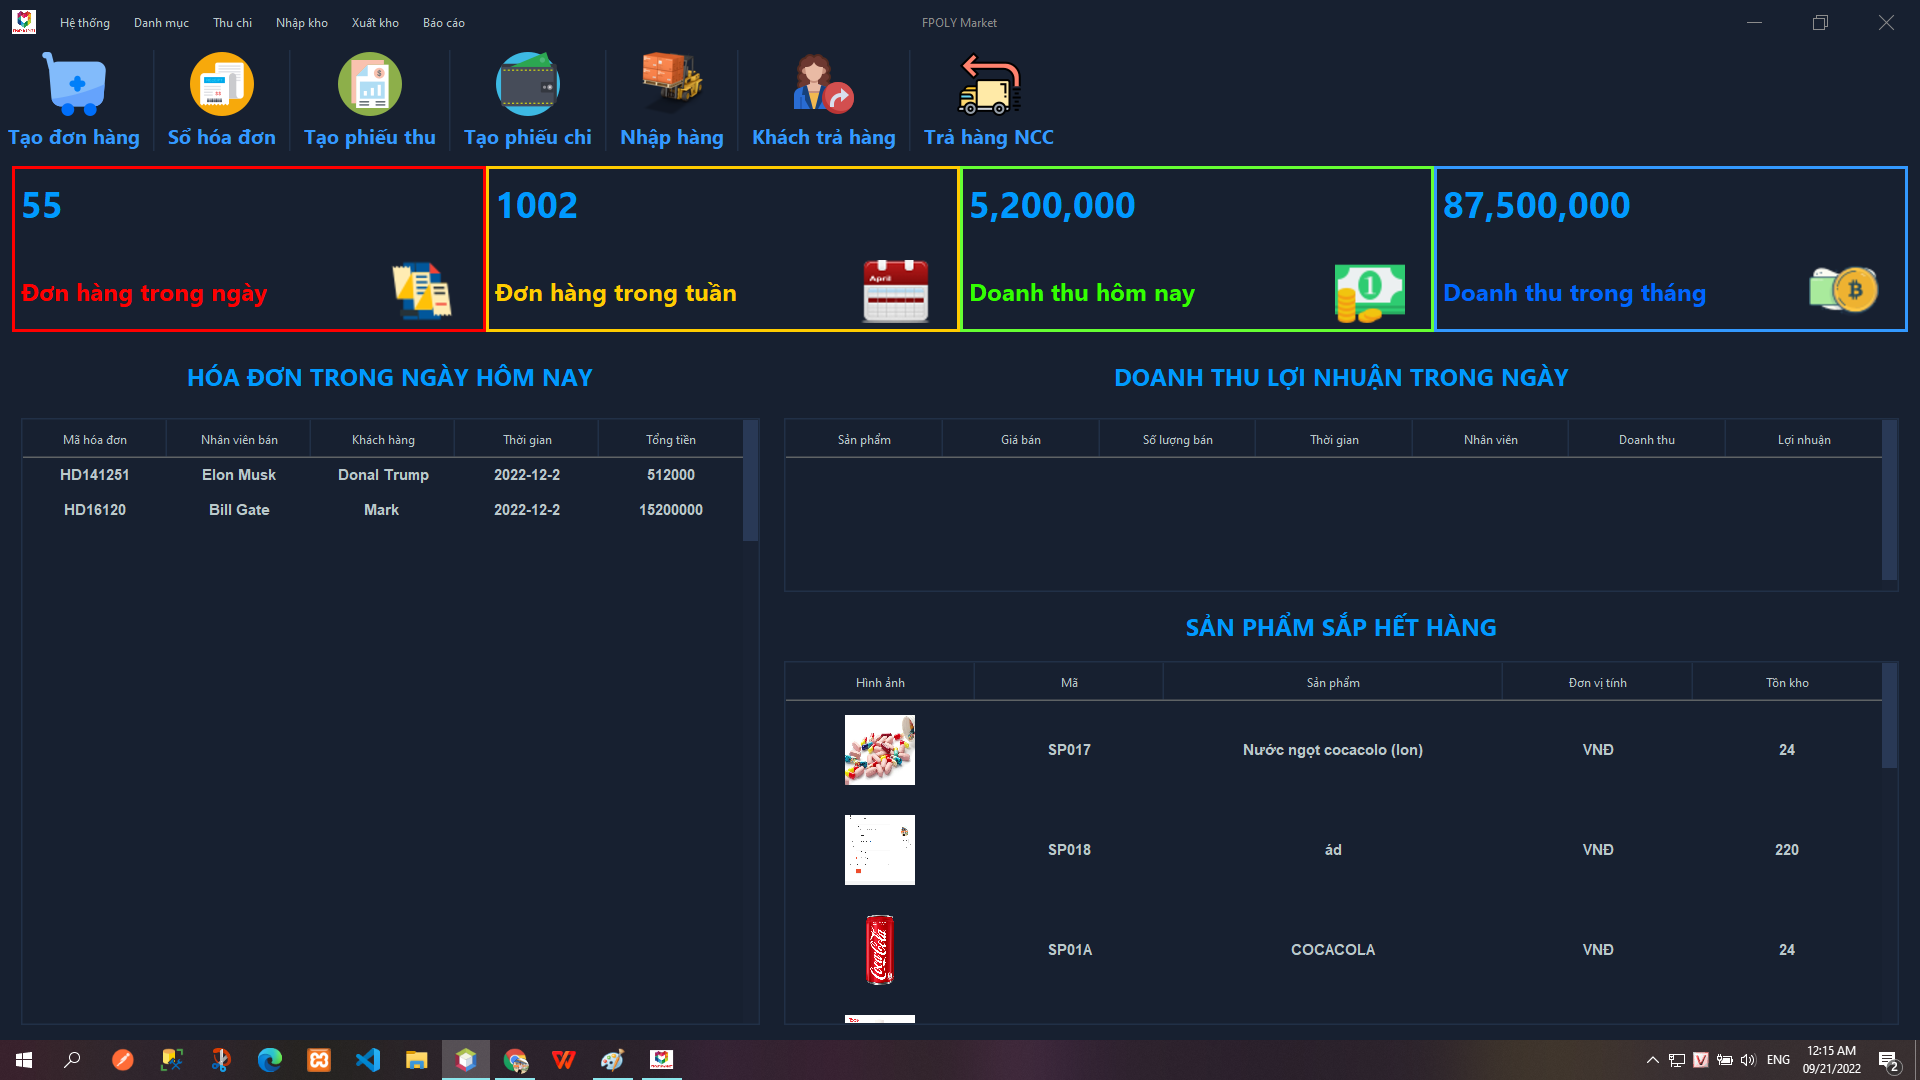 Hệ thống Danh mục Thu chi Nhập kho Xuất kho Báo cáo
FPOLY Market
Tạo đơn hàng
Sổ hóa đơn
Tạo phiếu thu
Tạo phiếu chi
Nhập hàng
Khách trả hàng
Trả hàng NCC
55
Đơn hàng trong ngày
1002
Đơn hàng trong tuần
April
5,200,000
Doanh thu hôm nay
87,500,000
Doanh thu trong tháng
HÓA ĐƠN TRONG NGÀY HÔM NAY
Mã hóa đơn Nhân viên bán Khách hàng Thời gian Tổng tiền
HD141251 Elon Musk Donal Trump 2022-12-2 512000
HD16120 Bill Gate Mark 2022-12-2 15200000
DOANH THU LỢI NHUẬN TRONG NGÀY
Sản phẩm Giá bán Số lượng bán Thời gian Nhân viên Doanh thu Lợi nhuận
SẢN PHẨM SẮP HẾT HÀNG
Hình ảnh Mã Sản phẩm Đơn vị tính Tồn kho
SP017 Nước ngọt cocacolo (lon) VNĐ 24
SP018 ád VNĐ 220
Coca-Cola
SP01A COCACOLA VNĐ 24
ENG
12:15 AM
09/21/2022
2